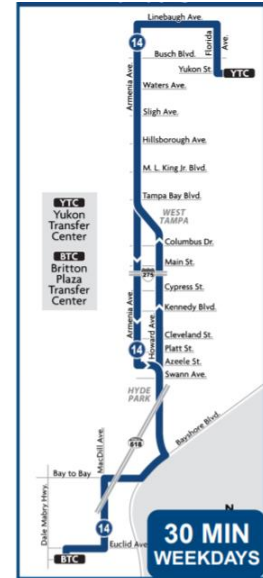 Linebaugh Ave.
14
Florida
Ave.
Busch Blvd.
Yukon St.
YTC
Armenia Ave.
Waters Ave.
Sligh Ave.
Hillsborough Ave.
M. L. King Jr. Blvd.
Tampa Bay Blvd.
YTC
Yukon
Transfer
Center
BTC
Britton
Plaza
Transfer
Center
WEST
TAMPA
Columbus Dr.
Main St.
275
Cypress St.
Armenia Ave.
Howard Ave.
Kennedy Blvd.
Cleveland St.
14
Platt St.
Azeele St.
Swann Ave.
HYDE
PARK
618
Bayshore Blvd.
MacDill Ave.
Bay to Bay
Dale Mabry Hwy.
14
Euclid Ave
BTC
N
30 MIN
WEEKDAYS